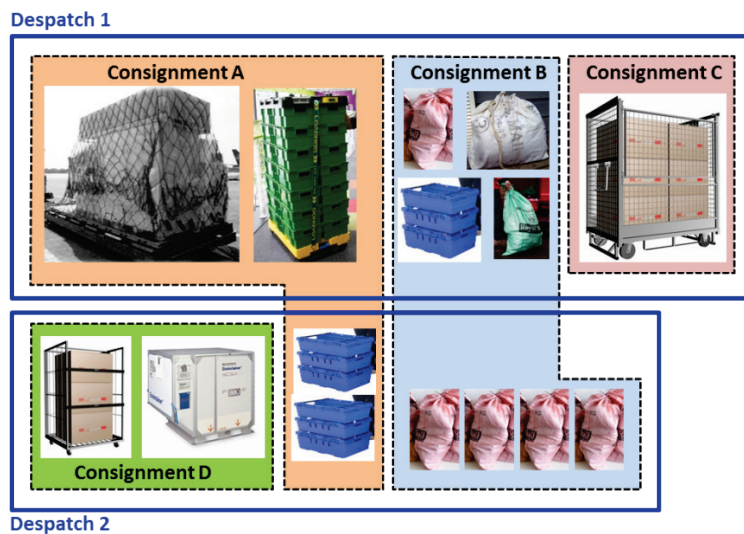 Despatch 1
Consignment A
Consignment B
Consignment C
Consignment D
Despatch 2